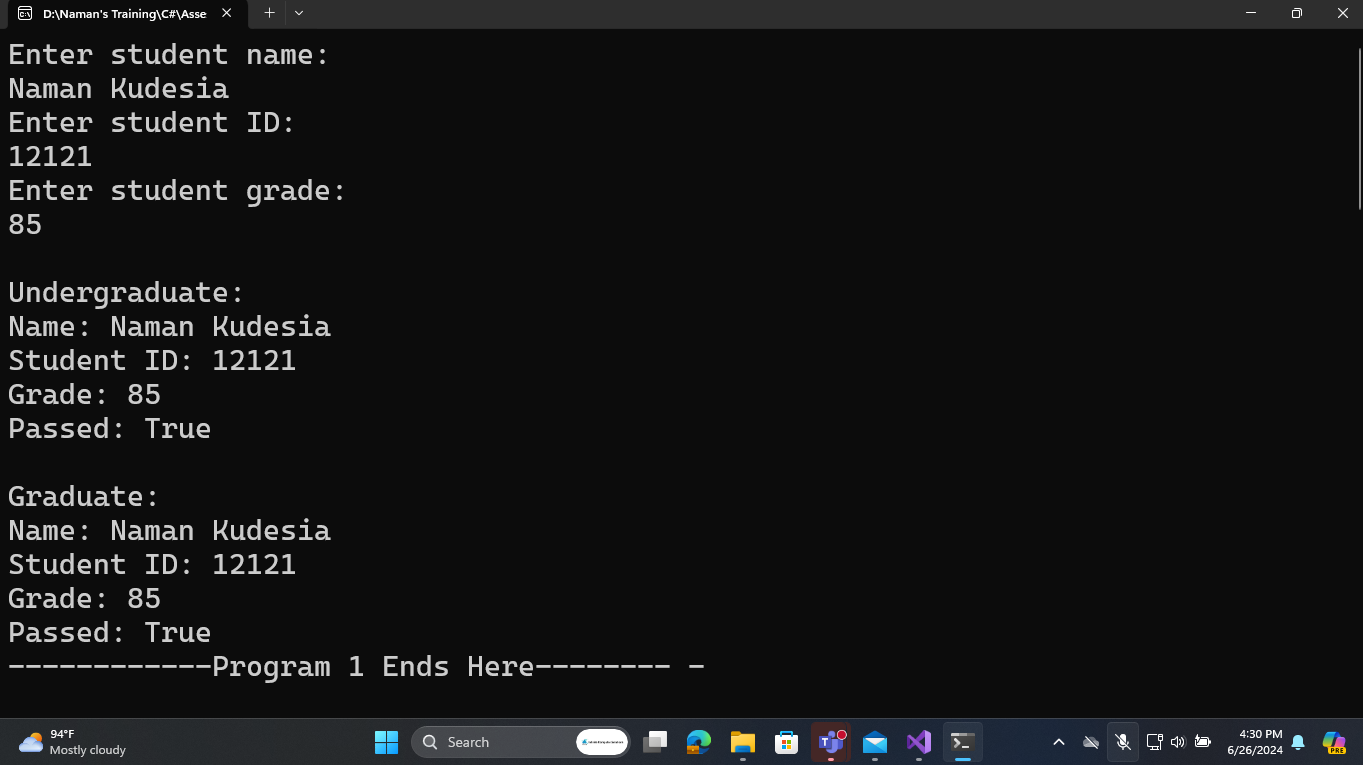 D:\Naman's Training\C#\Asse
Enter student name:
Naman Kudesia
Enter student ID:
12121
Enter student grade:
85
Undergraduate:
Name: Naman Kudesia
Student ID: 12121
Grade: 85
Passed: True
Graduate:
Name: Naman Kudesia
Student ID: 12121
Grade: 85
Passed: True
------------Program 1 Ends Here-------- -
94°F
Mostly cloudy
Search
4:30 PM
6/26/2024
PRE